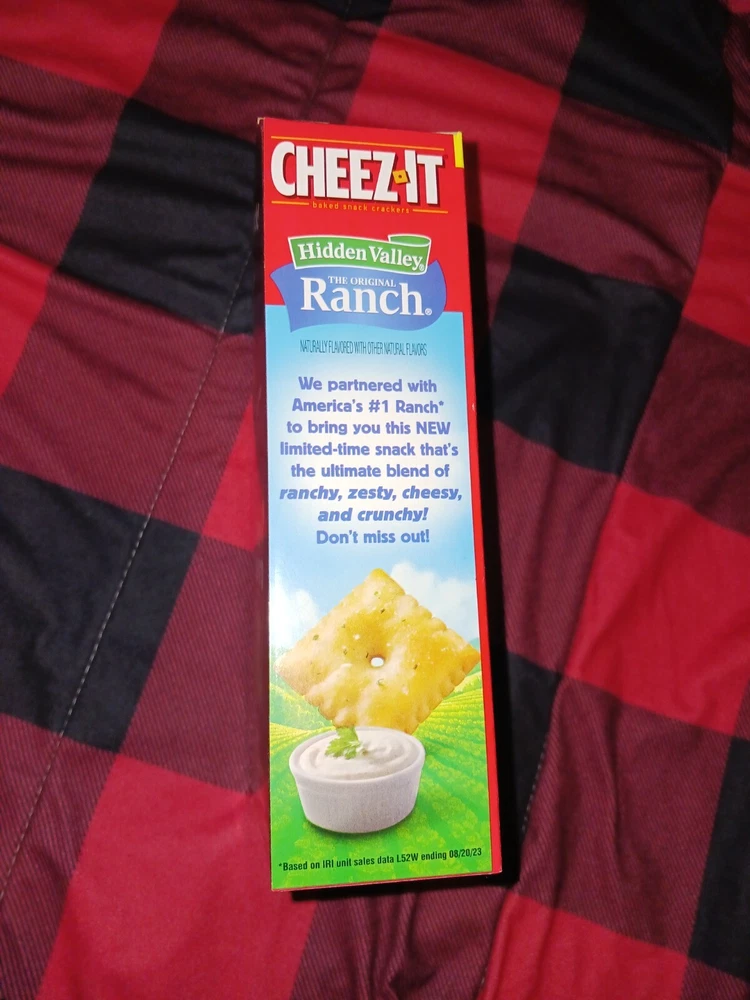 CHEEZ-IT
baked snack crackers
Hidden Valley®
THE ORIGINAL
Ranch®
NATURALLY FLAVORED WITH OTHER NATURAL FLAVORS
We partnered with
America's #1 Ranch*
to bring you this NEW
limited-time snack that's
the ultimate blend of
ranchy, zesty, cheesy,
and crunchy!
Don't miss out!
*Based on IRI unit sales data L52W ending 08/20/23